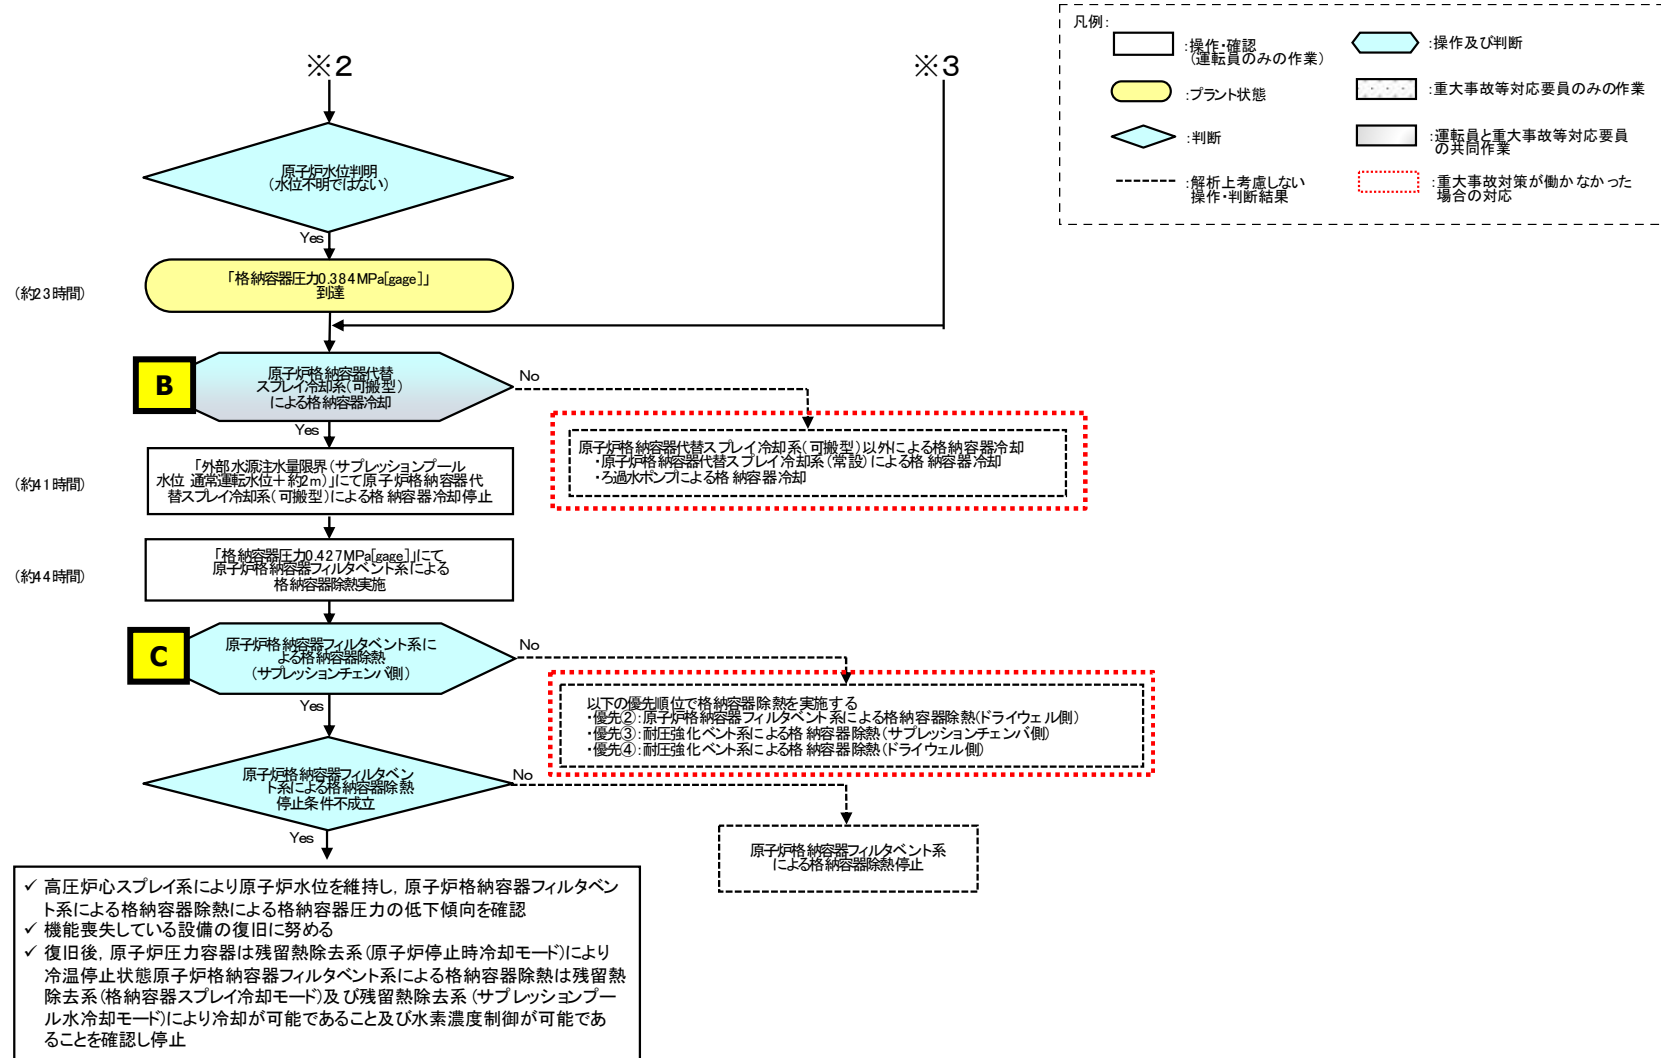 凡例:
:操作・確認
(運転員のみの作業)
:操作及び判断
:プラント状態
:重大事故等対応要員のみの作業
:判断
:運転員と重大事故等対応要員
の共同作業
:解析上考慮しない
操作・判断結果
:重大事故対策が働かなかった
場合の対応
※2
※3
原子炉水位判明
(水位不明ではない)
Yes
(約23時間)
「格納容器圧力0.384MPa[gage]」
到達
B
原子炉格納容器代替
スプレイ冷却系(可搬型)
による格納容器冷却
No
Yes
原子炉格納容器代替スプレイ冷却系(可搬型)以外による格納容器冷却
・原子炉格納容器代替スプレイ冷却系(常設)による格納容器冷却
・ろ過水ポンプによる格納容器冷却
(約41時間)
「外部水源注水量限界(サプレッションプール
水位 通常運転水位+約2m)」にて原子炉格納容器代
替スプレイ冷却系(可搬型)による格納容器冷却停止
(約44時間)
「格納容器圧力0.427MPa[gage]」にて
原子炉格納容器フィルタベント系による
格納容器除熱実施
C
原子炉格納容器フィルタベント系に
よる格納容器除熱
(サプレッションチェンバ側)
No
Yes
以下の優先順位で格納容器除熱を実施する
・優先②:原子炉格納容器フィルタベント系による格納容器除熱(ドライウェル側)
・優先③:耐圧強化ベント系による格納容器除熱(サプレッションチェンバ側)
・優先④:耐圧強化ベント系による格納容器除熱(ドライウェル側)
原子炉格納容器フィルタベン
ト系による格納容器除熱
停止条件不成立
No
Yes
原子炉格納容器フィルタベント系
による格納容器除熱停止
✓ 高圧炉心スプレイ系により原子炉水位を維持し,原子炉格納容器フィルタベン
ト系による格納容器除熱による格納容器圧力の低下傾向を確認
✓ 機能喪失している設備の復旧に努める
✓ 復旧後,原子炉圧力容器は残留熱除去系(原子炉停止時冷却モード)により
冷温停止状態原子炉格納容器フィルタベント系による格納容器除熱は残留熱
除去系(格納容器スプレイ冷却モード)及び残留熱除去系(サプレッションプー
ル水冷却モード)により冷却が可能であること及び水素濃度制御が可能であ
ることを確認し停止